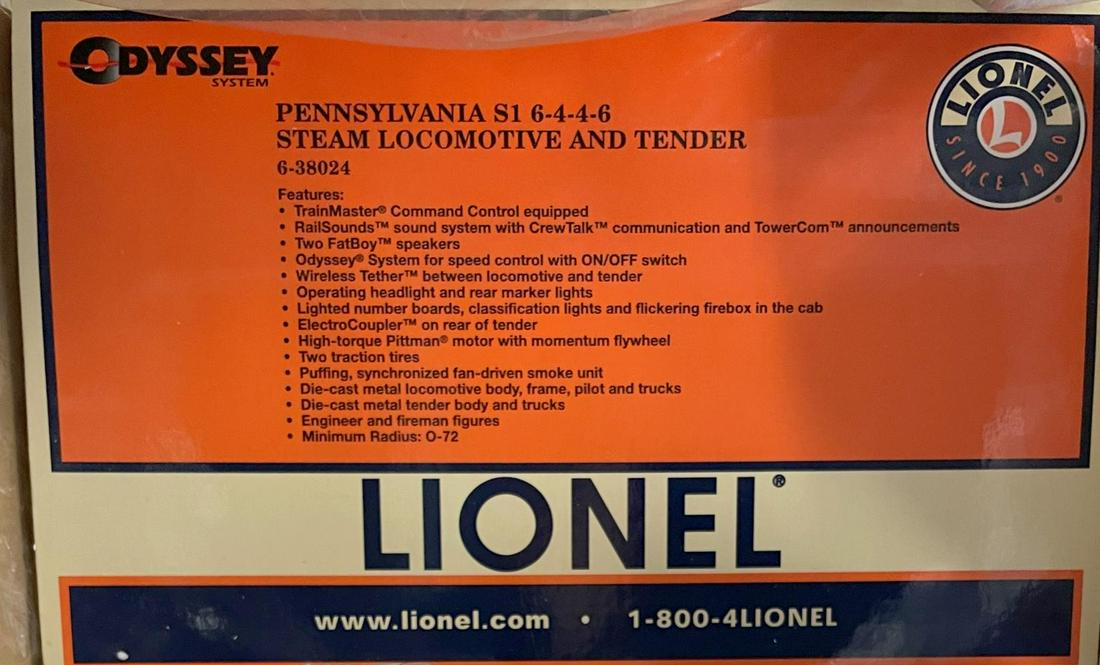 ODYSSEY®
SYSTEM
LIONEL
L
SINCE 1900
®
PENNSYLVANIA S1 6-4-4-6
STEAM LOCOMOTIVE AND TENDER
6-38024
Features:
• TrainMaster® Command Control equipped
• RailSounds™ sound system with CrewTalk™ communication and TowerCom™ announcements
• Two FatBoy™ speakers
• Odyssey® System for speed control with ON/OFF switch
• Wireless Tether™ between locomotive and tender
• Operating headlight and rear marker lights
• Lighted number boards, classification lights and flickering firebox in the cab
• ElectroCoupler™ on rear of tender
• High-torque Pittman® motor with momentum flywheel
• Two traction tires
• Puffing, synchronized fan-driven smoke unit
• Die-cast metal locomotive body, frame, pilot and trucks
• Die-cast metal tender body and trucks
• Engineer and fireman figures
• Minimum Radius: O-72
LIONEL®
www.lionel.com • 1-800-4LIONEL